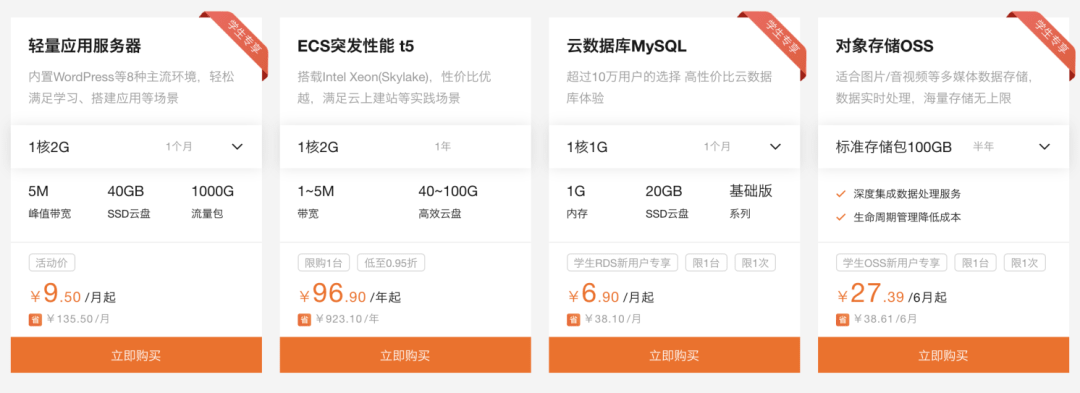 轻量应用服务器
学生专享
内置WordPress等8种主流环境，轻松
满足学习、搭建应用等场景
1核2G 1个月
5M 40GB 1000G
峰值带宽 SSD云盘 流量包
活动价
￥9.50 /月起
省 ￥135.50 /月
立即购买
ECS突发性能 t5
搭载Intel Xeon(Skylake)，性价比优
越，满足云上建站等实践场景
1核2G 1年
1~5M 40~100G
带宽 高效云盘
限购1台 低至0.95折
￥96.90 /年起
省 ￥923.10 /年
立即购买
云数据库MySQL
学生专享
超过10万用户的选择 高性价比云数据
库体验
1核1G 1个月
1G 20GB 基础版
内存 SSD云盘 系列
学生RDS新用户专享 限1台 限1次
￥6.90 /月起
省 ￥38.10 /月
立即购买
对象存储OSS
学生专享
适合图片/音视频等多媒体数据存储，
数据实时处理，海量存储无上限
标准存储包100GB 半年
深度集成数据处理服务
生命周期管理降低成本
学生OSS新用户专享 限1台 限1次
￥27.39 /6月起
省 ￥38.61 /6月
立即购买